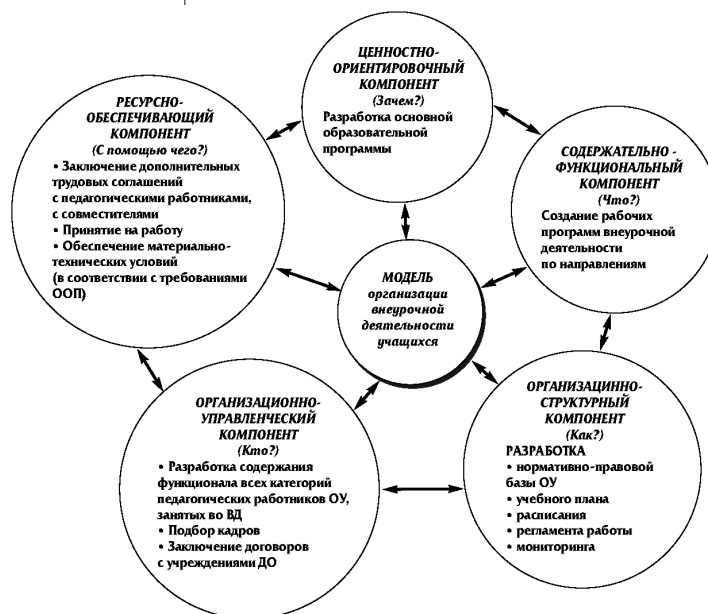 ЦЕННОСТНО-
ОРИЕНТИРОВОЧНЫЙ
КОМПОНЕНТ
(Зачем?)
Разработка основной
образовательной
программы
РЕСУРСНО-
ОБЕСПЕЧИВАЮЩИЙ
КОМПОНЕНТ
(С помощью чего?)
• Заключение дополнительных
трудовых соглашений
с педагогическими работниками,
с совместителями
• Принятие на работу
• Обеспечение материально-
технических условий
(в соответствии с требованиями
ООП)
СОДЕРЖАТЕЛЬНО -
ФУНКЦИОНАЛЬНЫЙ
КОМПОНЕНТ
(Что?)
Создание рабочих
программ внеурочной
деятельности
по направлениям
МОДЕЛЬ
организации
внеурочной
деятельности
учащихся
ОРГАНИЗАЦИОННО-
УПРАВЛЕНЧЕСКИЙ
КОМПОНЕНТ
(Кто?)
• Разработка содержания
функционала всех категорий
педагогических работников ОУ,
занятых во ВД
• Подбор кадров
• Заключение договоров
с учреждениями ДО
ОРГАНИЗАЦИННО-
СТРУКТУРНЫЙ
КОМПОНЕНТ
(Как?)
РАЗРАБОТКА
• нормативно-правовой
базы ОУ
• учебного плана
• расписания
• регламента работы
• мониторинга